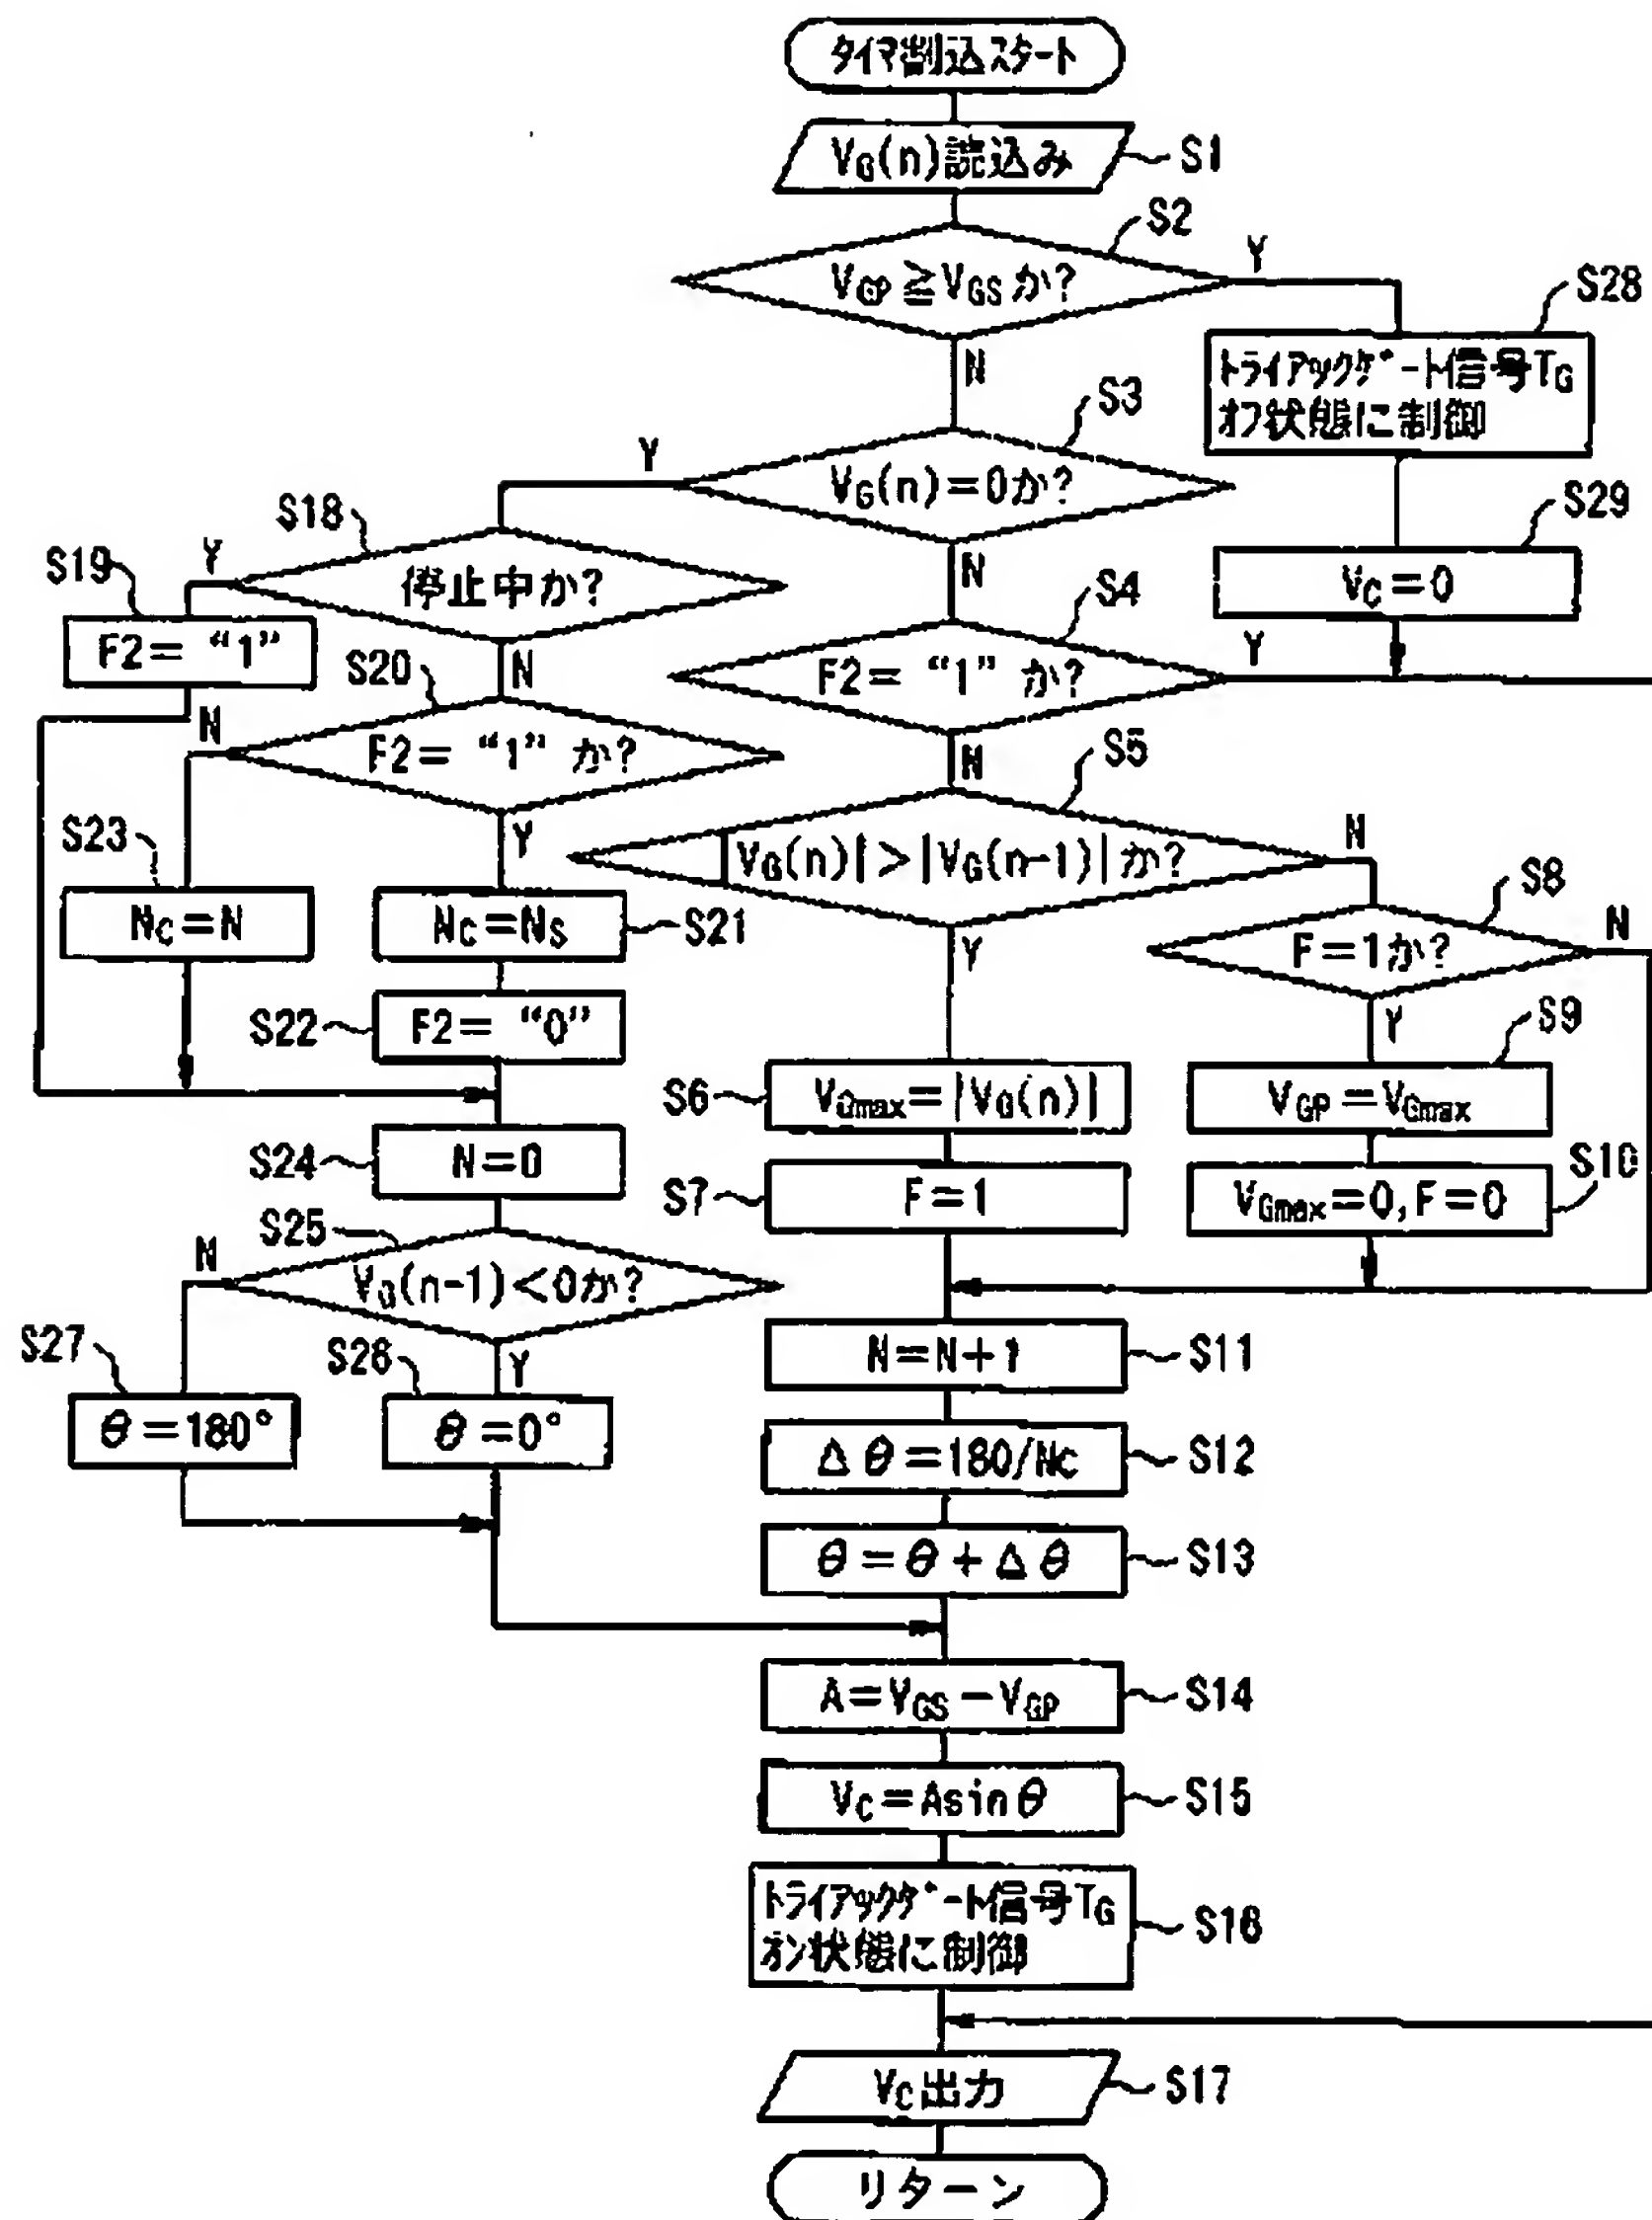 タイマ割込スタート
VG(n)読込み
S1
S2
VGP≧VGSか?
Y
N
S28
トライアックゲート信号TG
オフ状態に制御
S3
VG(n)=0か?
Y
N
S29
VC=0
S18
停止中か?
Y
N
S19
F2= “1”
S4
F2= “1” か?
Y
N
S20
F2= “1” か?
N
Y
S5
|VG(n)|>|VG(n-1)|か?
N
Y
S23
NC=N
NC=NS
S21
S8
F=1か?
N
Y
S22
F2= “0”
S9
S6
VGmax=|VG(n)|
VGP=VGmax
S24
N=0
S7
F=1
S10
VGmax=0,F=0
S25
VG(n-1)<0か?
N
Y
S27
θ=180°
S26
θ=0°
N=N+1
S11
Δθ=180/NC
S12
θ=θ+Δθ
S13
A=VGS-VGP
S14
VC=Asinθ
S15
トライアックゲート信号TG
オン状態に制御
S16
VC出力
S17
リターン